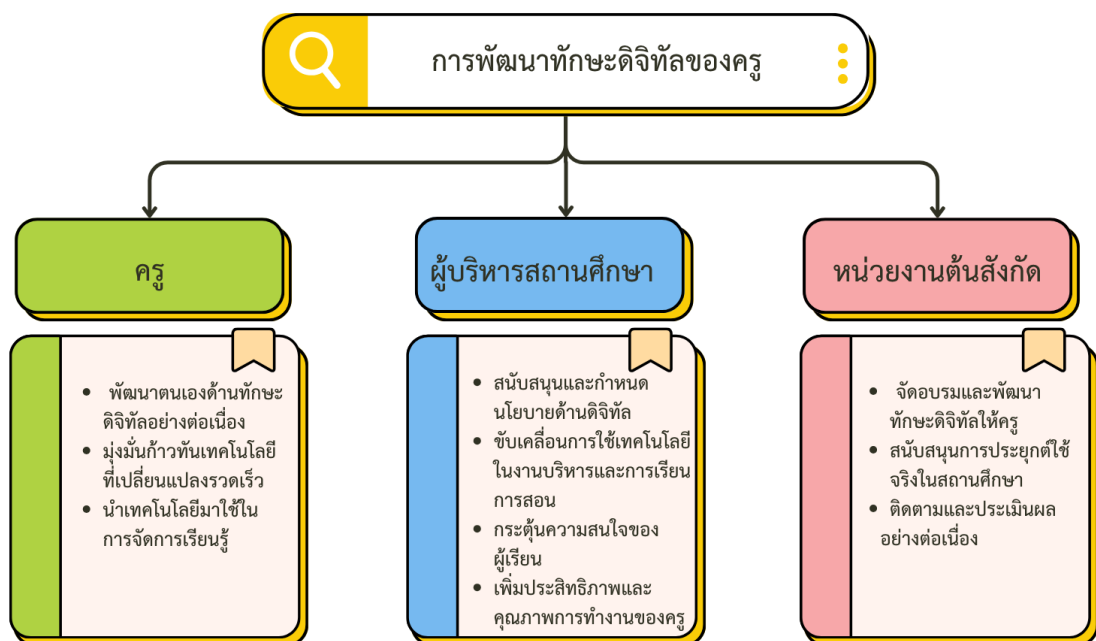 การพัฒนาทักษะดิจิทัลของครู
ครู
• พัฒนาตนเองด้านทักษะ
ดิจิทัลอย่างต่อเนื่อง
• มุ่งมั่นก้าวทันเทคโนโลยี
ที่เปลี่ยนแปลงรวดเร็ว
• นำเทคโนโลยีมาใช้ใน
การจัดการเรียนรู้
ผู้บริหารสถานศึกษา
• สนับสนุนและกำหนด
นโยบายด้านดิจิทัล
• ขับเคลื่อนการใช้เทคโนโลยี
ในงานบริหารและการเรียน
การสอน
• กระตุ้นความสนใจของ
ผู้เรียน
• เพิ่มประสิทธิภาพและ
คุณภาพการทำงานของครู
หน่วยงานต้นสังกัด
• จัดอบรมและพัฒนา
ทักษะดิจิทัลให้ครู
• สนับสนุนการประยุกต์ใช้
จริงในสถานศึกษา
• ติดตามและประเมินผล
อย่างต่อเนื่อง